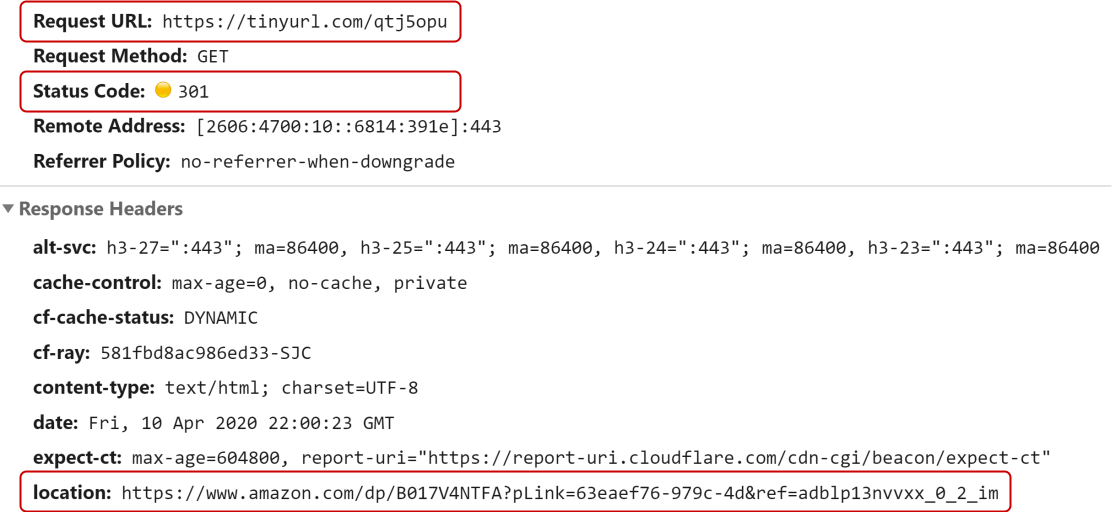 Request URL: https://tinyurl.com/qtj5opu
Request Method: GET
Status Code: 301
Remote Address: [2606:4700:10::6814:391e]:443
Referrer Policy: no-referrer-when-downgrade
Response Headers
alt-svc: h3-27=":443"; ma=86400, h3-25=":443"; ma=86400, h3-24=":443"; ma=86400, h3-23=":443"; ma=86400
cache-control: max-age=0, no-cache, private
cf-cache-status: DYNAMIC
cf-ray: 581fbd8ac986ed33-SJC
content-type: text/html; charset=UTF-8
date: Fri, 10 Apr 2020 22:00:23 GMT
expect-ct: max-age=604800, report-uri="https://report-uri.cloudflare.com/cdn-cgi/beacon/expect-ct"
location: https://www.amazon.com/dp/B017V4NTFA?pLink=63eaef76-979c-4d&ref=adblp13nvvxx_0_2_im